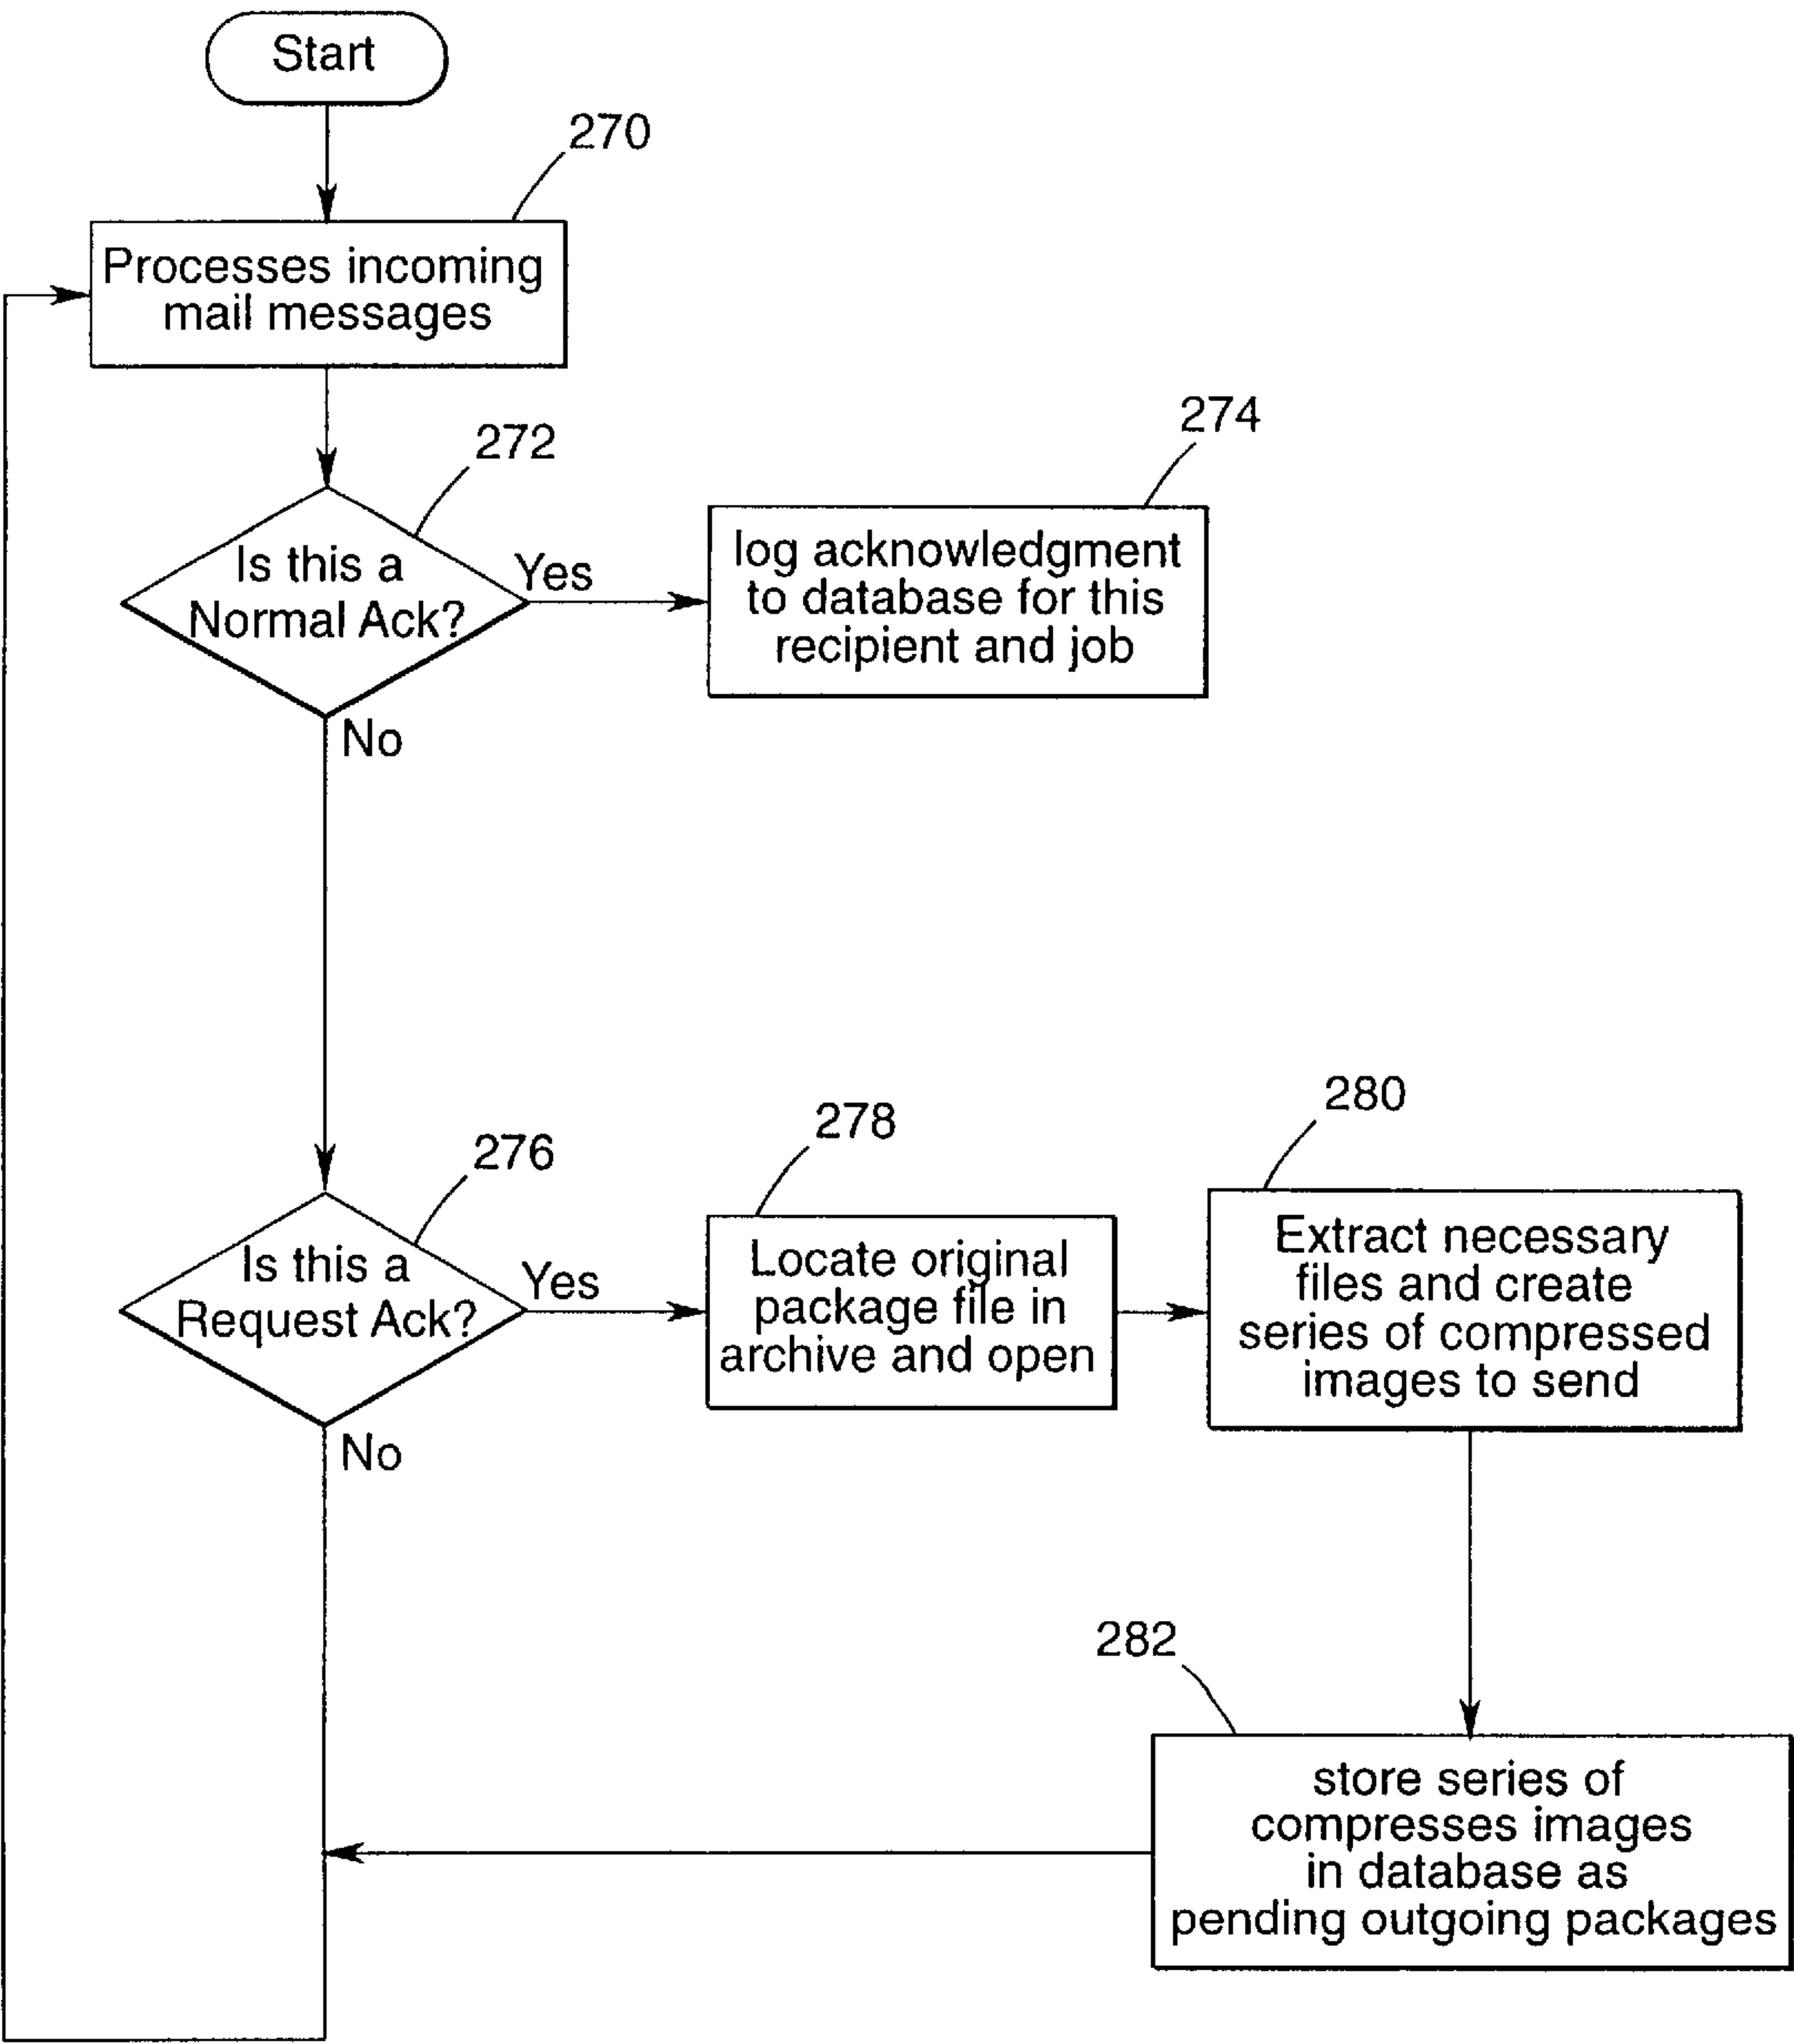 Start
270
Processes incoming
mail messages
272
Is this a
Normal Ack?
Yes
No
274
log acknowledgment
to database for this
recipient and job
276
Is this a
Request Ack?
Yes
No
278
Locate original
package file in
archive and open
280
Extract necessary
files and create
series of compressed
images to send
282
store series of
compresses images
in database as
pending outgoing packages